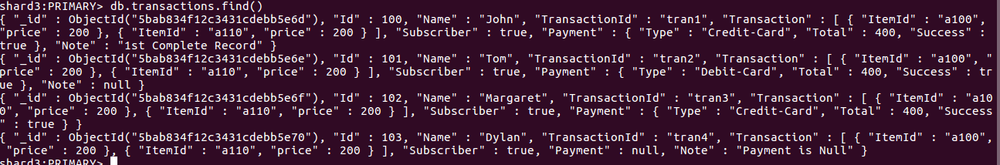 shard3:PRIMARY> db.transactions.find()
{ "_id" : ObjectId("5bab834f12c3431cdebb5e6d"), "Id" : 100, "Name" : "John", "TransactionId" : "tran1", "Transaction" : [ { "ItemId" : "a100",
"price" : 200 }, { "ItemId" : "a110", "price" : 200 } ], "Subscriber" : true, "Payment" : { "Type" : "Credit-Card", "Total" : 400, "Success" :
true }, "Note" : "1st Complete Record" }
{ "_id" : ObjectId("5bab834f12c3431cdebb5e6e"), "Id" : 101, "Name" : "Tom", "TransactionId" : "tran2", "Transaction" : [ { "ItemId" : "a100", "
price" : 200 }, { "ItemId" : "a110", "price" : 200 } ], "Subscriber" : true, "Payment" : { "Type" : "Debit-Card", "Total" : 400, "Success" : tr
ue }, "Note" : null }
{ "_id" : ObjectId("5bab834f12c3431cdebb5e6f"), "Id" : 102, "Name" : "Margaret", "TransactionId" : "tran3", "Transaction" : [ { "ItemId" : "a10
0", "price" : 200 }, { "ItemId" : "a110", "price" : 200 } ], "Subscriber" : true, "Payment" : { "Type" : "Credit-Card", "Total" : 400, "Success
" : true } }
{ "_id" : ObjectId("5bab834f12c3431cdebb5e70"), "Id" : 103, "Name" : "Dylan", "TransactionId" : "tran4", "Transaction" : [ { "ItemId" : "a100",
"price" : 200 }, { "ItemId" : "a110", "price" : 200 } ], "Subscriber" : true, "Payment" : null, "Note" : "Payment is Null" }
shard3:PRIMARY>